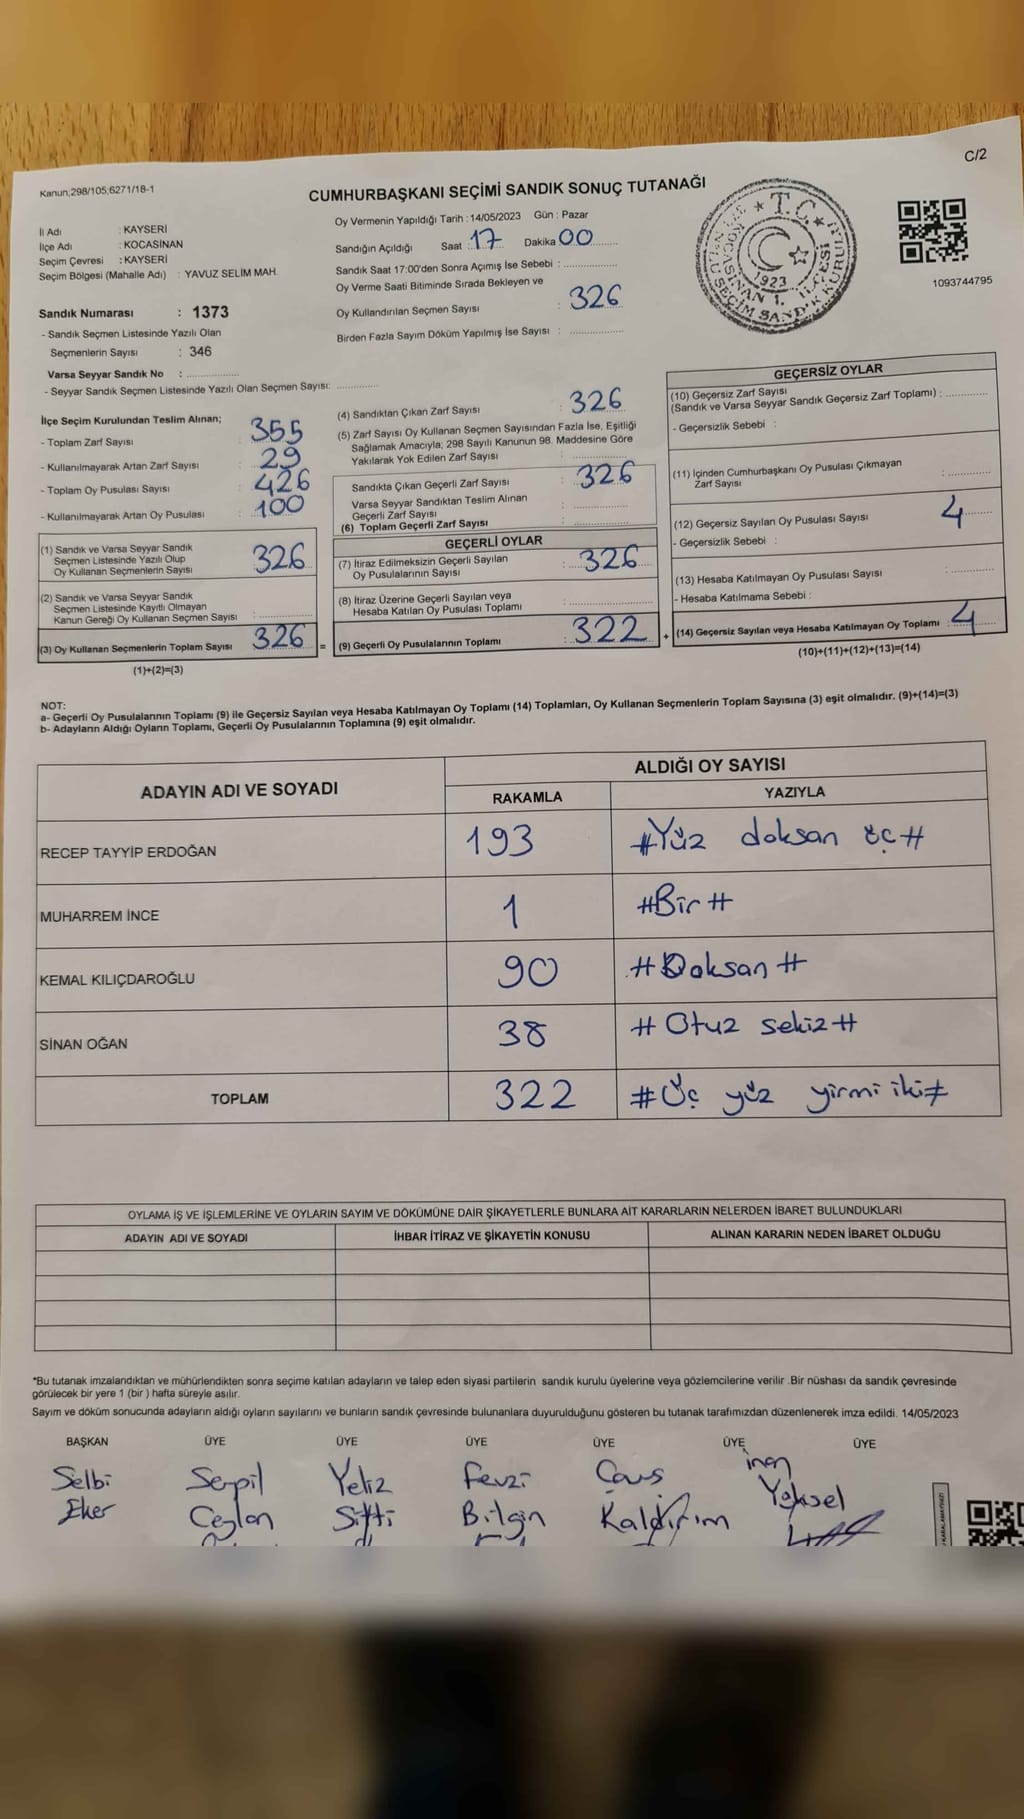 C/2
Kanun;298/105;6271/18-1
CUMHURBAŞKANI SEÇİMİ SANDIK SONUÇ TUTANAĞI
İl Adı : KAYSERİ
İlçe Adı : KOCASİNAN
Seçim Çevresi : KAYSERİ
Seçim Bölgesi (Mahalle Adı) : YAVUZ SELİM MAH.
Sandık Numarası : 1373
- Sandık Seçmen Listesinde Yazılı Olan
Seçmenlerin Sayısı : 346
Varsa Seyyar Sandık No : ....................
- Seyyar Sandık Seçmen Listesinde Yazılı Olan Seçmen Sayısı: ...............
Oy Vermenin Yapıldığı Tarih : 14/05/2023 Gün : Pazar
Sandığın Açıldığı Saat : 17 Dakika 00
Sandık Saat 17:00'den Sonra Açımış İse Sebebi : ...............
Oy Verme Saati Bitiminde Sırada Bekleyen ve
Oy Kullandırılan Seçmen Sayısı : 326
Birden Fazla Sayım Döküm Yapılmış İse Sayısı : ...............
T.C.
1923
1093744795
İlçe Seçim Kurulundan Teslim Alınan;
- Toplam Zarf Sayısı : 355
- Kullanılmayarak Artan Zarf Sayısı : 29
- Toplam Oy Pusulası Sayısı : 426
- Kullanılmayarak Artan Oy Pusulası : 100
(1) Sandık ve Varsa Seyyar Sandık
Seçmen Listesinde Yazılı Olup
Oy Kullanan Seçmenlerin Sayısı 326
(2) Sandık ve Varsa Seyyar Sandık
Seçmen Listesinde Kayıtlı Olmayan
Kanun Gereği Oy Kullanan Seçmen Sayısı : ...............
(3) Oy Kullanan Seçmenlerin Toplam Sayısı 326 =
(1)+(2)=(3)
(4) Sandıktan Çıkan Zarf Sayısı : 326
(5) Zarf Sayısı Oy Kullanan Seçmen Sayısından Fazla İse, Eşitliği
Sağlamak Amacıyla; 298 Sayılı Kanunun 98. Maddesine Göre
Yakılarak Yok Edilen Zarf Sayısı : ...............
Sandıkta Çıkan Geçerli Zarf Sayısı : 326
Varsa Seyyar Sandıktan Teslim Alınan
Geçerli Zarf Sayısı : ...............
(6) Toplam Geçerli Zarf Sayısı : ...............
GEÇERLİ OYLAR
(7) İtiraz Edilmeksizin Geçerli Sayılan
Oy Pusulalarının Sayısı : 326
(8) İtiraz Üzerine Geçerli Sayılan veya
Hesaba Katılan Oy Pusulası Toplamı : ...............
(9) Geçerli Oy Pusulalarının Toplamı : 322 +
GEÇERSİZ OYLAR
(10) Geçersiz Zarf Sayısı
(Sandık ve Varsa Seyyar Sandık Geçersiz Zarf Toplamı) : ...............
- Geçersizlik Sebebi :
(11) İçinden Cumhurbaşkanı Oy Pusulası Çıkmayan
Zarf Sayısı : ...............
(12) Geçersiz Sayılan Oy Pusulası Sayısı 4
- Geçersizlik Sebebi :
(13) Hesaba Katılmayan Oy Pusulası Sayısı : ...............
- Hesaba Katılmama Sebebi :
(14) Geçersiz Sayılan veya Hesaba Katılmayan Oy Toplamı : 4
(10)+(11)+(12)+(13)=(14)
NOT:
a- Geçerli Oy Pusulalarının Toplamı (9) ile Geçersiz Sayılan veya Hesaba Katılmayan Oy Toplamı (14) Toplamları, Oy Kullanan Seçmenlerin Toplam Sayısına (3) eşit olmalıdır. (9)+(14)=(3)
b- Adayların Aldığı Oyların Toplamı, Geçerli Oy Pusulalarının Toplamına (9) eşit olmalıdır.
ADAYIN ADI VE SOYADI
ALDIĞI OY SAYISI
RAKAMLA YAZIYLA
RECEP TAYYİP ERDOĞAN 193 #Yüz doksan üç#
MUHARREM İNCE 1 #Bir#
KEMAL KILIÇDAROĞLU 90 #Doksan#
SİNAN OĞAN 38 #Otuz sekiz#
TOPLAM 322 #Üç yüz yirmi iki#
OYLAMA İŞ VE İŞLEMLERİNE VE OYLARIN SAYIM VE DÖKÜMÜNE DAİR ŞİKAYETLERLE BUNLARA AİT KARARLARIN NELERDEN İBARET BULUNDUKLARI
ADAYIN ADI VE SOYADI İHBAR İTİRAZ VE ŞİKAYETİN KONUSU ALINAN KARARIN NEDEN İBARET OLDUĞU
*Bu tutanak imzalandıktan ve mühürlendikten sonra seçime katılan adayların ve talep eden siyasi partilerin sandık kurulu üyelerine veya gözlemcilerine verilir .Bir nüshası da sandık çevresinde
görülecek bir yere 1 (bir ) hafta süreyle asılır.
Sayım ve döküm sonucunda adayların aldığı oyların sayılarını ve bunların sandık çevresinde bulunanlara duyurulduğunu gösteren bu tutanak tarafımızdan düzenlenerek imza edildi. 14/05/2023
BAŞKAN ÜYE ÜYE ÜYE ÜYE ÜYE ÜYE
Selbi Serpil Yeliz Fevzi
Eker Ceylan Bilgin Kaldırım Yüksel